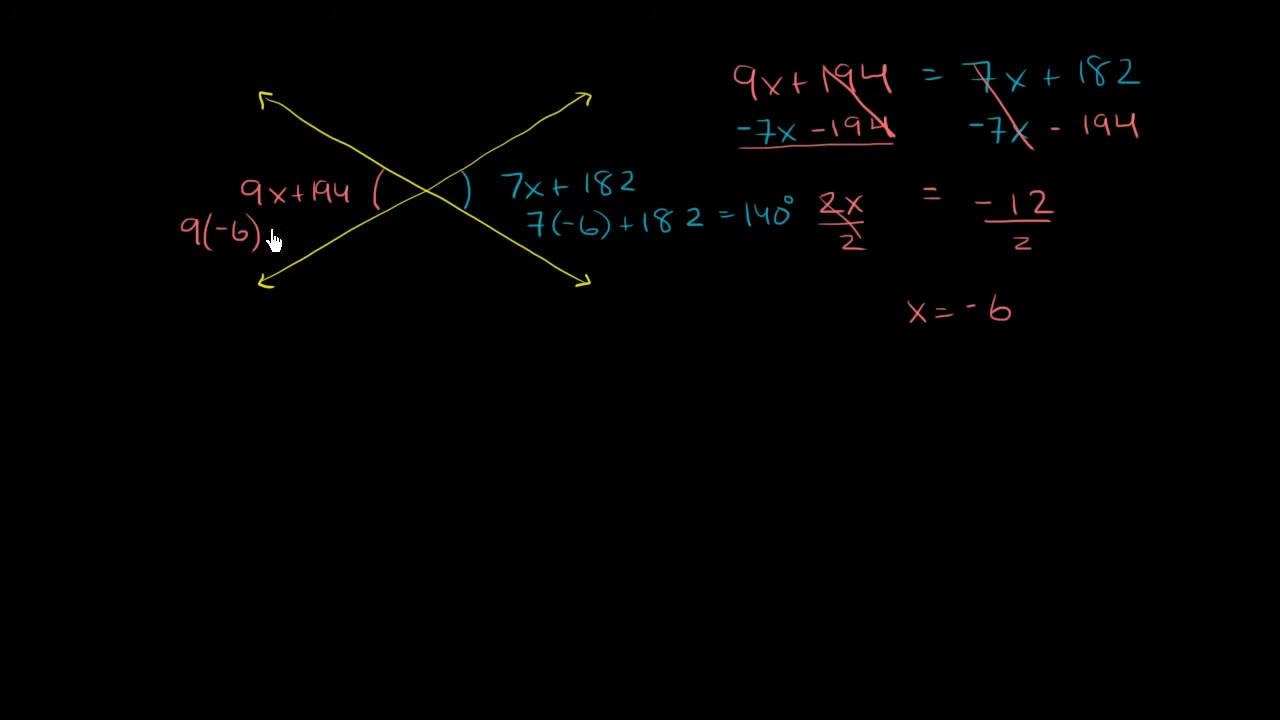 9x+194 = 7x+182
-7x -194 -7x - 194
9x+194
7x+182
9(-6)
7(-6)+182 = 140°
2x = -12
2 2
x = -6